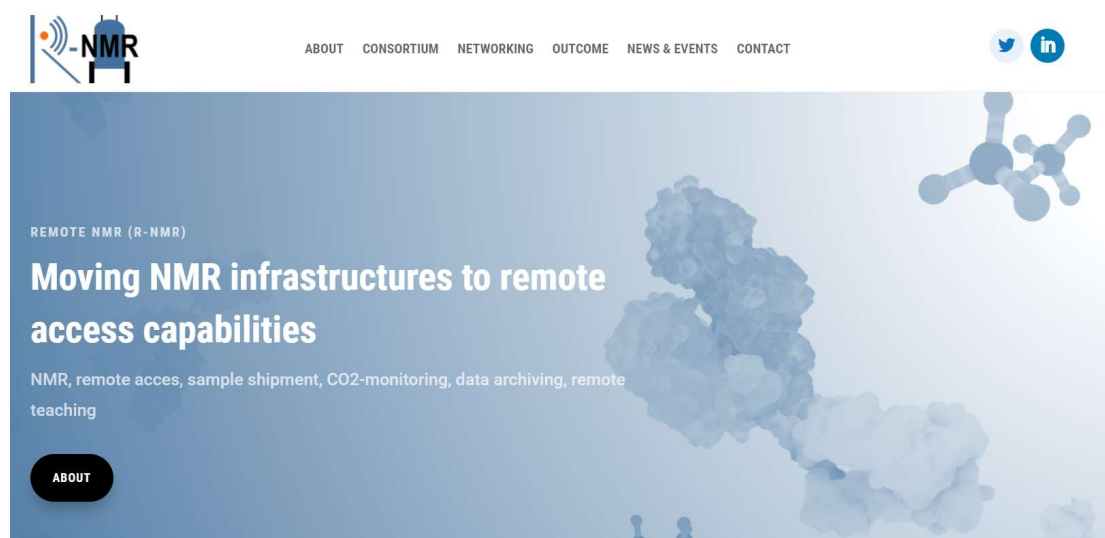 R-NMR
ABOUT CONSORTIUM NETWORKING OUTCOME NEWS & EVENTS CONTACT
in
REMOTE NMR (R-NMR)
Moving NMR infrastructures to remote
access capabilities
NMR, remote acces, sample shipment, CO2-monitoring, data archiving, remote
teaching
ABOUT